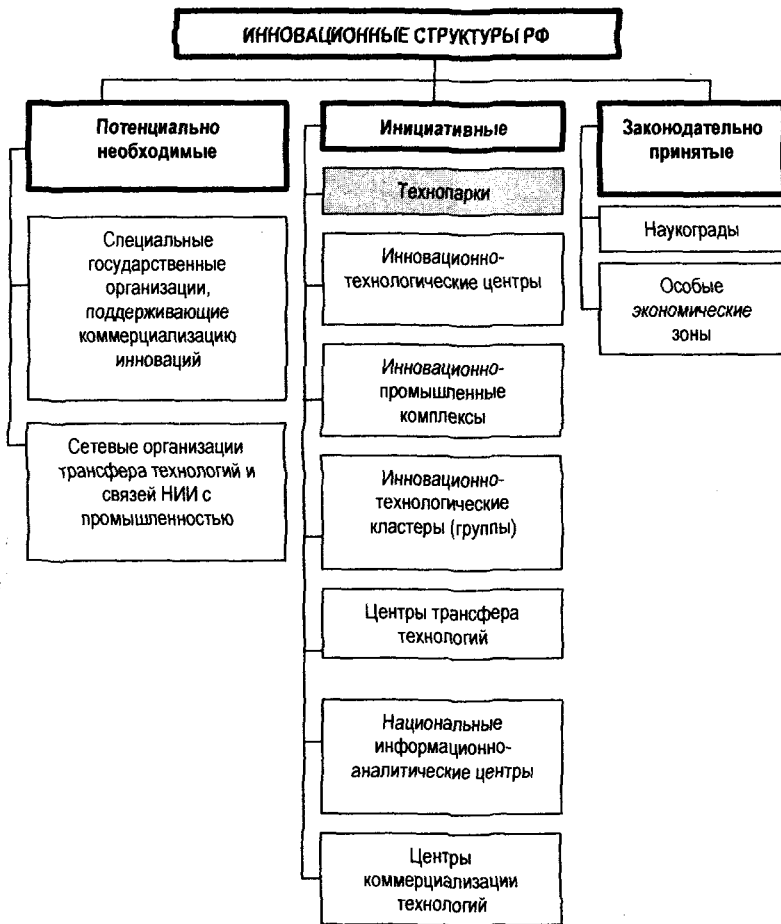 ИННОВАЦИОННЫЕ СТРУКТУРЫ РФ
Потенциально
необходимые
Специальные
государственные
организации,
поддерживающие
коммерциализацию
инноваций
Сетевые организации
трансфера технологий и
связей НИИ с
промышленностью
Инициативные
Технопарки
Инновационно-
технологические центры
Инновационно-
промышленные
комплексы
Инновационно-
технологические
кластеры (группы)
Центры трансфера
технологий
Национальные
информационно-
аналитические центры
Центры
коммерциализации
технологий
Законодательно
принятые
Наукограды
Особые
экономические
зоны